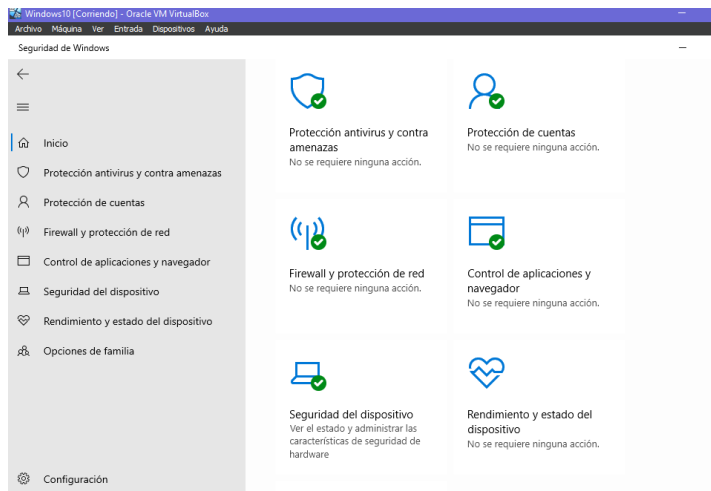 Windows10 [Corriendo] - Oracle VM VirtualBox
Archivo Máquina Ver Entrada Dispositivos Ayuda
Seguridad de Windows
Inicio
Protección antivirus y contra amenazas
Protección de cuentas
Firewall y protección de red
Control de aplicaciones y navegador
Seguridad del dispositivo
Rendimiento y estado del dispositivo
Opciones de familia
Configuración
Protección antivirus y contra
amenazas
No se requiere ninguna acción.
Protección de cuentas
No se requiere ninguna acción.
Firewall y protección de red
No se requiere ninguna acción.
Control de aplicaciones y
navegador
No se requiere ninguna acción.
Seguridad del dispositivo
Ver el estado y administrar las
características de seguridad de
hardware
Rendimiento y estado del
dispositivo
No se requiere ninguna acción.